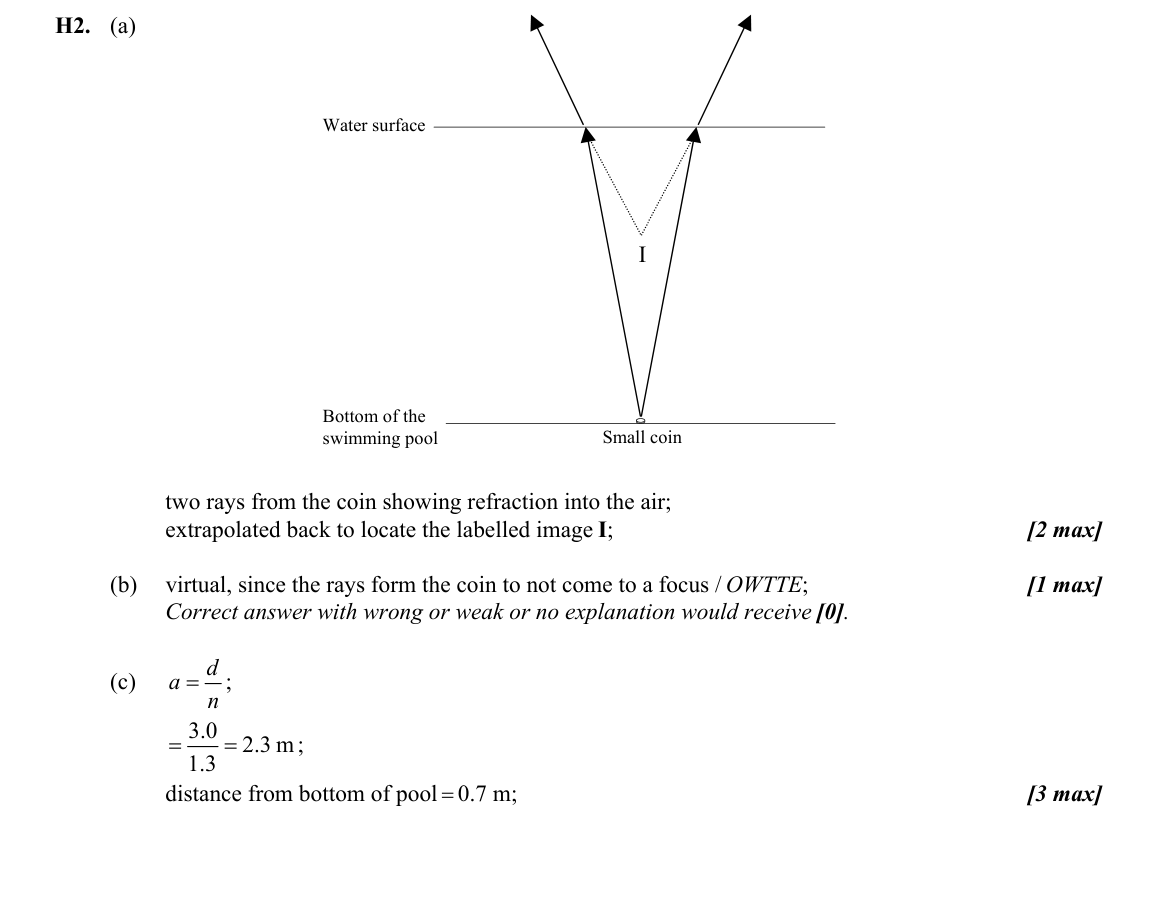 H2. (a)
Water surface
I
Bottom of the
swimming pool
Small coin
two rays from the coin showing refraction into the air;
extrapolated back to locate the labelled image I; [2 max]
(b) virtual, since the rays form the coin to not come to a focus / OWTTE; [1 max]
Correct answer with wrong or weak or no explanation would receive [0].
(c) a = d/n;
= 3.0/1.3 = 2.3 m;
distance from bottom of pool = 0.7 m; [3 max]